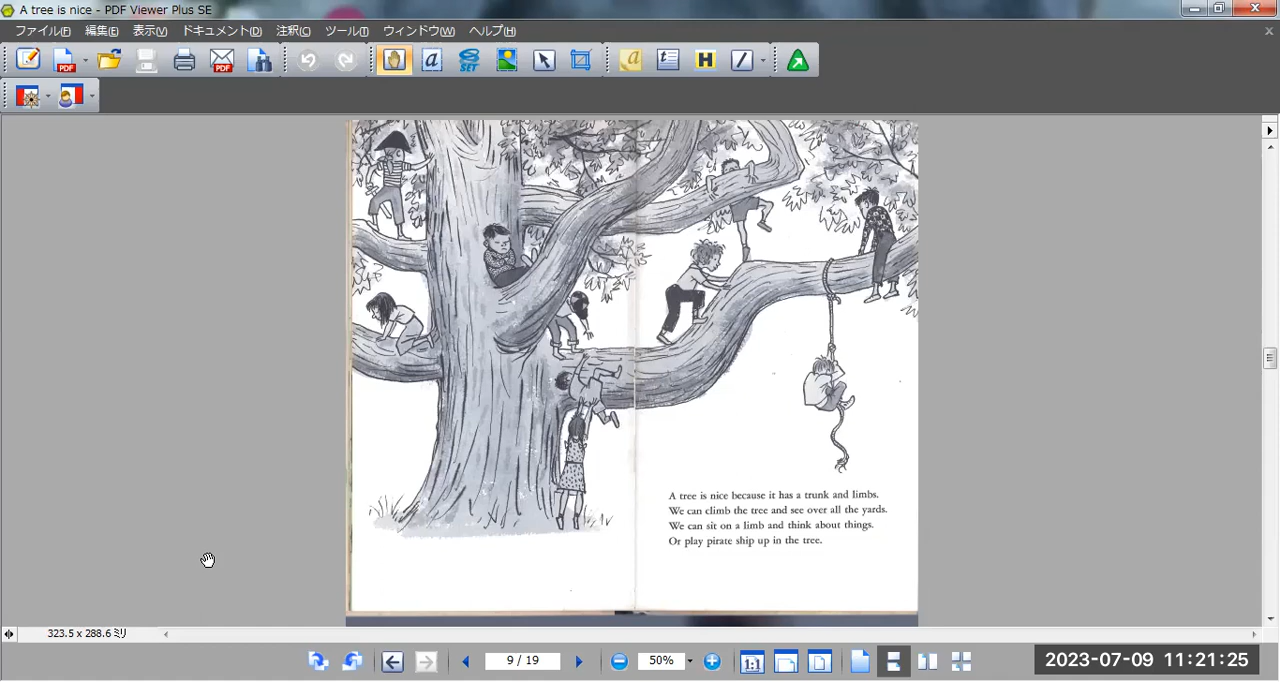 A tree is nice - PDF Viewer Plus SE
ファイル(F) 編集(E) 表示(V) ドキュメント(D) 注釈(C) ツール(T) ウィンドウ(W) ヘルプ(H)
PDF a SET a H
A tree is nice because it has a trunk and limbs.
We can climb the tree and see over all the yards.
We can sit on a limb and think about things.
Or play pirate ship up in the tree.
323.5 x 288.6 ミリ
9 / 19 50% 1:1 2023-07-09 11:21:25